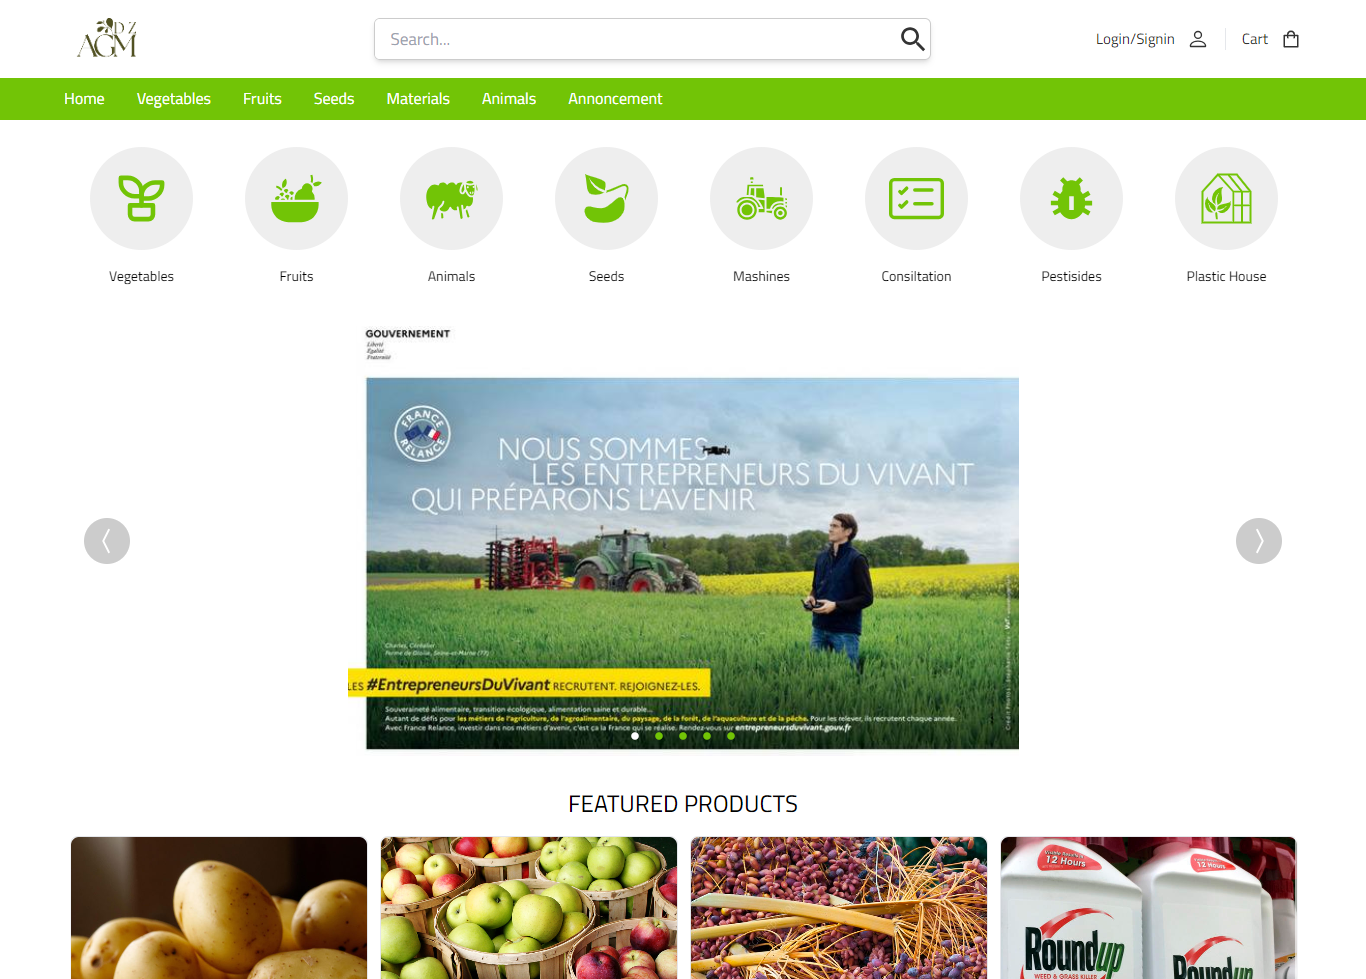 DZ
AGM
Search...
Login/Signin
Cart
Home Vegetables Fruits Seeds Materials Animals Annoncement
Vegetables Fruits Animals Seeds Mashines Consiltation Pestisides Plastic House
GOUVERNEMENT
Liberté
Égalité
Fraternité
FRANCE
RELANCE
NOUS SOMMES
LES ENTREPRENEURS DU VIVANT
QUI PRÉPARONS L'AVENIR
Charles, Céréalier
LES #EntrepreneursDuVivant RECRUTENT. REJOIGNEZ-LES.
Souveraineté alimentaire, transition écologique, alimentation saine et durable...
Autant de défis pour les métiers de l'agriculture, de l'agroalimentaire, du paysage, de la forêt, de l'aquaculture et de la pêche. Pour les relever, ils recrutent chaque année.
Avec France Relance, investir dans nos métiers d'avenir, c'est ça la France qui se réalise. Rendez-vous sur entrepreneursduvivant.gouv.fr
FEATURED PRODUCTS
12 Hours
12 Hours
Roundup
WEED & GRASS KILLER
Roundup